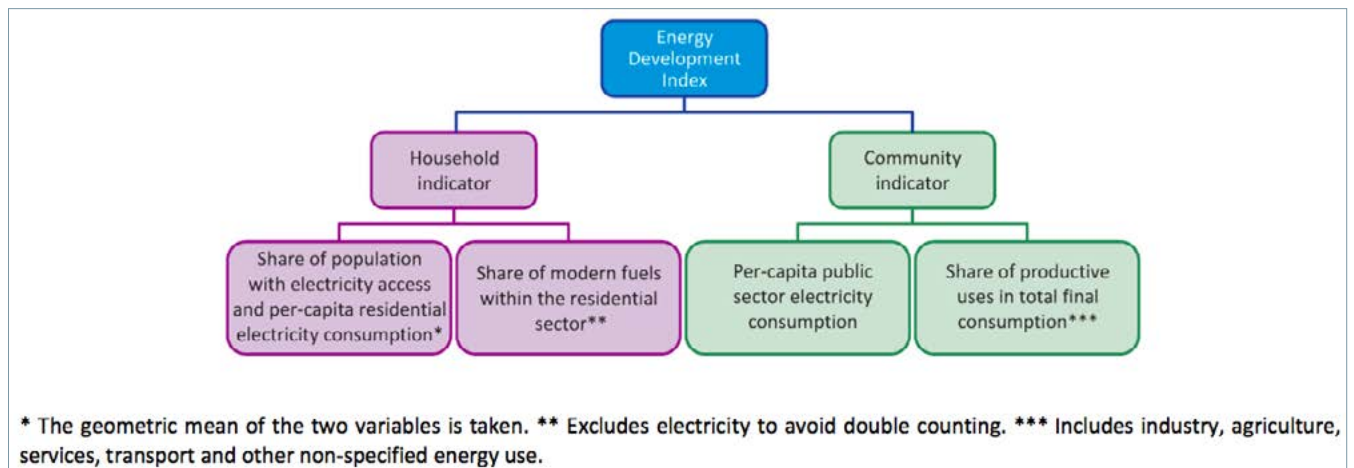 Energy
Development
Index
Household
indicator
Community
indicator
Share of population
with electricity access
and per-capita residential
electricity consumption*
Share of modern fuels
within the residential
sector**
Per-capita public
sector electricity
consumption
Share of productive
uses in total final
consumption***
* The geometric mean of the two variables is taken. ** Excludes electricity to avoid double counting. *** Includes industry, agriculture,
services, transport and other non-specified energy use.